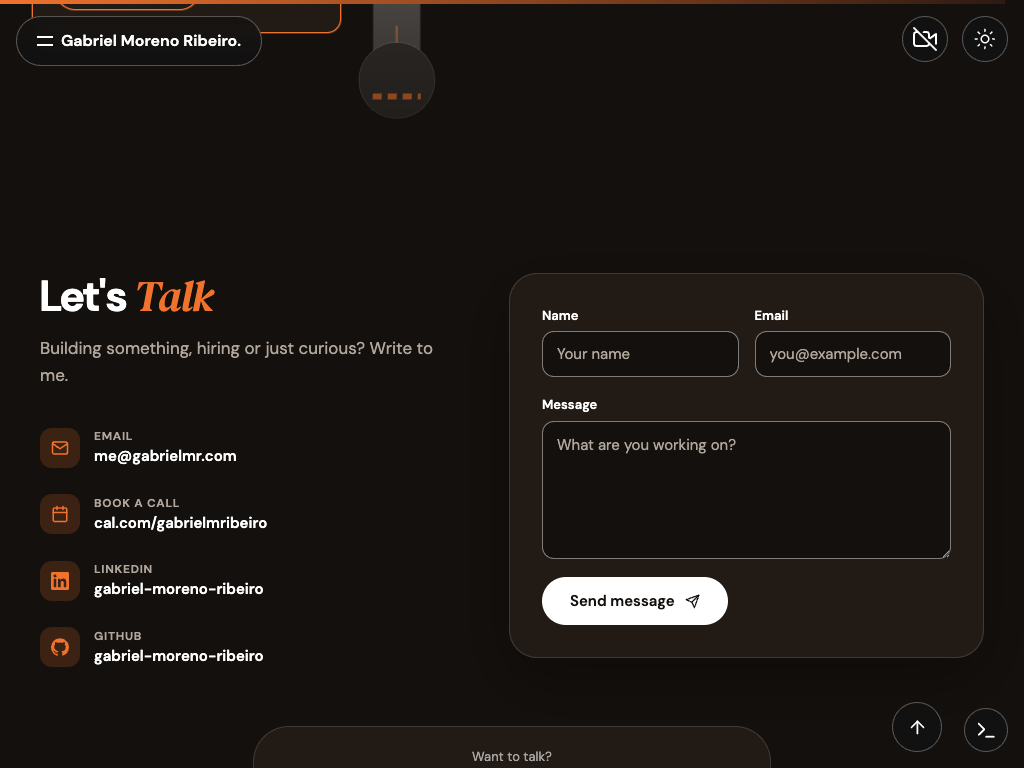 Gabriel Moreno Ribeiro.
Let's Talk
Building something, hiring or just curious? Write to
me.
EMAIL
me@gabrielmr.com
BOOK A CALL
cal.com/gabrielmribeiro
LINKEDIN
gabriel-moreno-ribeiro
GITHUB
gabriel-moreno-ribeiro
Name
Email
Your name
you@example.com
Message
What are you working on?
Send message
Want to talk?